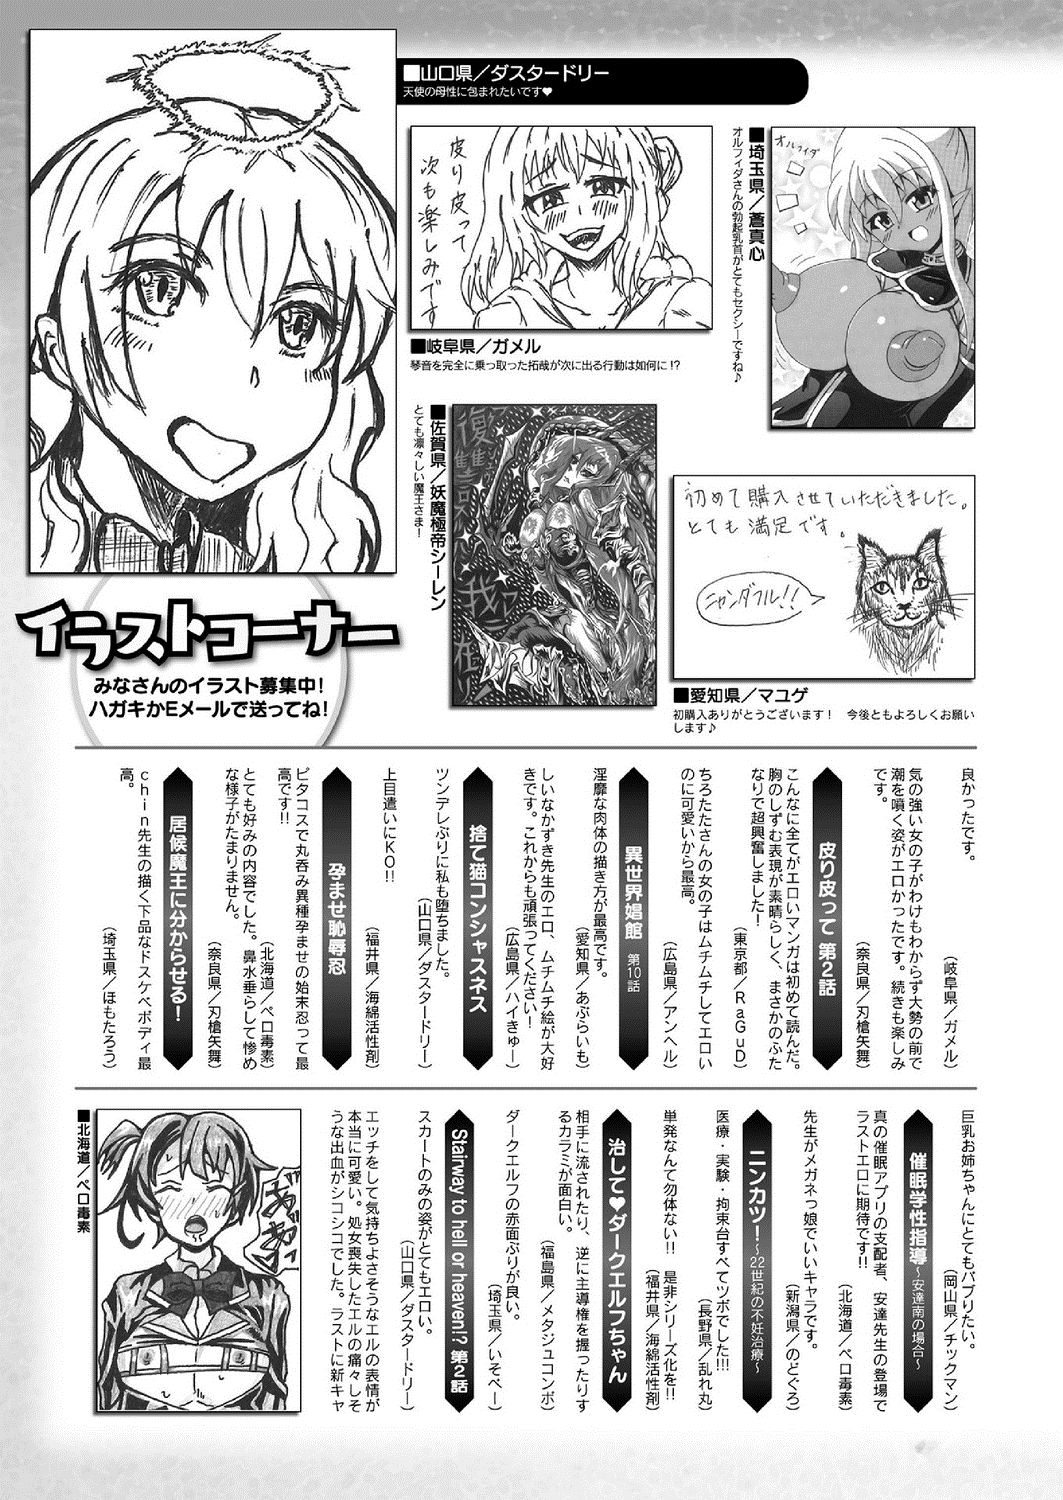 ■山口県／ダスタードリー
天使の母性に包まれたいです♥
皮り皮って
次も楽しみです
■岐阜県／ガメル
琴音を完全に乗っ取った拓哉が次に出る行動は如何に!?
オルフィダ
■埼玉県／蒼真心
オルフィダさんの勃起乳首がとてもセクシーですね♪
復讐
我
■佐賀県／妖魔極帝シーレン
とても凛々しい魔王さま！
初めて購入させていただきました。
とても満足です。
ニャンダフル!!
■愛知県／マユゲ
初購入ありがとうございます！　今後ともよろしくお願い
します♪
イラストコーナー
みなさんのイラスト募集中！
ハガキかEメールで送ってね！
良かったです。
（岐阜県／ガメル）
気の強い女の子がわけもわからず大勢の前で
潮を噴く姿がエロかったです。続きも楽しみ
です。
（奈良県／刃槍矢舞）
皮り皮って 第2話
こんなに全てがエロいマンガは初めて読んだ。
胸のしずむ表現が素晴らしく、まさかのふた
なりで超興奮しました！
（東京都／RaGuD）
ちろたたさんの女の子はムチムチしてエロい
のに可愛いから最高。
（広島県／アンヘル）
異世界娼館 第10話
淫靡な肉体の描き方が最高です。
（愛知県／あぶらいも）
しいなかずき先生のエロ、ムチムチ絵が大好
きです。これからも頑張ってください！
（広島県／ハイきゅー）
捨て猫コンシャスネス
ツンデレぶりに私も堕ちました。
（山口県／ダスタードリー）
上目遣いにKO!!
（福井県／海綿活性剤）
孕ませ恥辱忍
ピタコスで丸呑み異種孕ませの始末忍って最
高です!!
（北海道／ペロ毒素）
とても好みの内容でした。鼻水垂らして惨め
な様子がたまりません。
（奈良県／刃槍矢舞）
居候魔王に分からせる！
chin先生の描く下品なドスケベボディ最
高。
（埼玉県／ほもたろう）
巨乳お姉ちゃんにとてもバブりたい。
（岡山県／チックマン）
催眠学性指導～安達南の場合～
真の催眠アプリの支配者、安達先生の登場で
ラストエロに期待です!!
（北海道／ペロ毒素）
先生がメガネっ娘でいいキャラです。
（新潟県／のどぐろ）
ニンカツ！～22世紀の不妊治療～
医療・実験・拘束台すべてツボでした!!!
（長野県／乱れ丸）
単発なんて勿体ない!!　是非シリーズ化を!!
（福井県／海綿活性剤）
治して♥ダークエルフちゃん
相手に流されたり、逆に主導権を握ったりす
るカラミが面白い。
（福島県／メタジュコンボ）
ダークエルフの赤面ぶりが良い。
（埼玉県／いそべー）
Stairway to hell or heaven!? 第2話
スカートのみの姿がとてもエロい。
（山口県／ダスタードリー）
エッチをして気持ちよさそうなエルの表情が
本当に可愛い。処女喪失したエルの痛々しそ
うな出血がシコシコでした。ラストに新キャ
■北海道／ペロ毒素